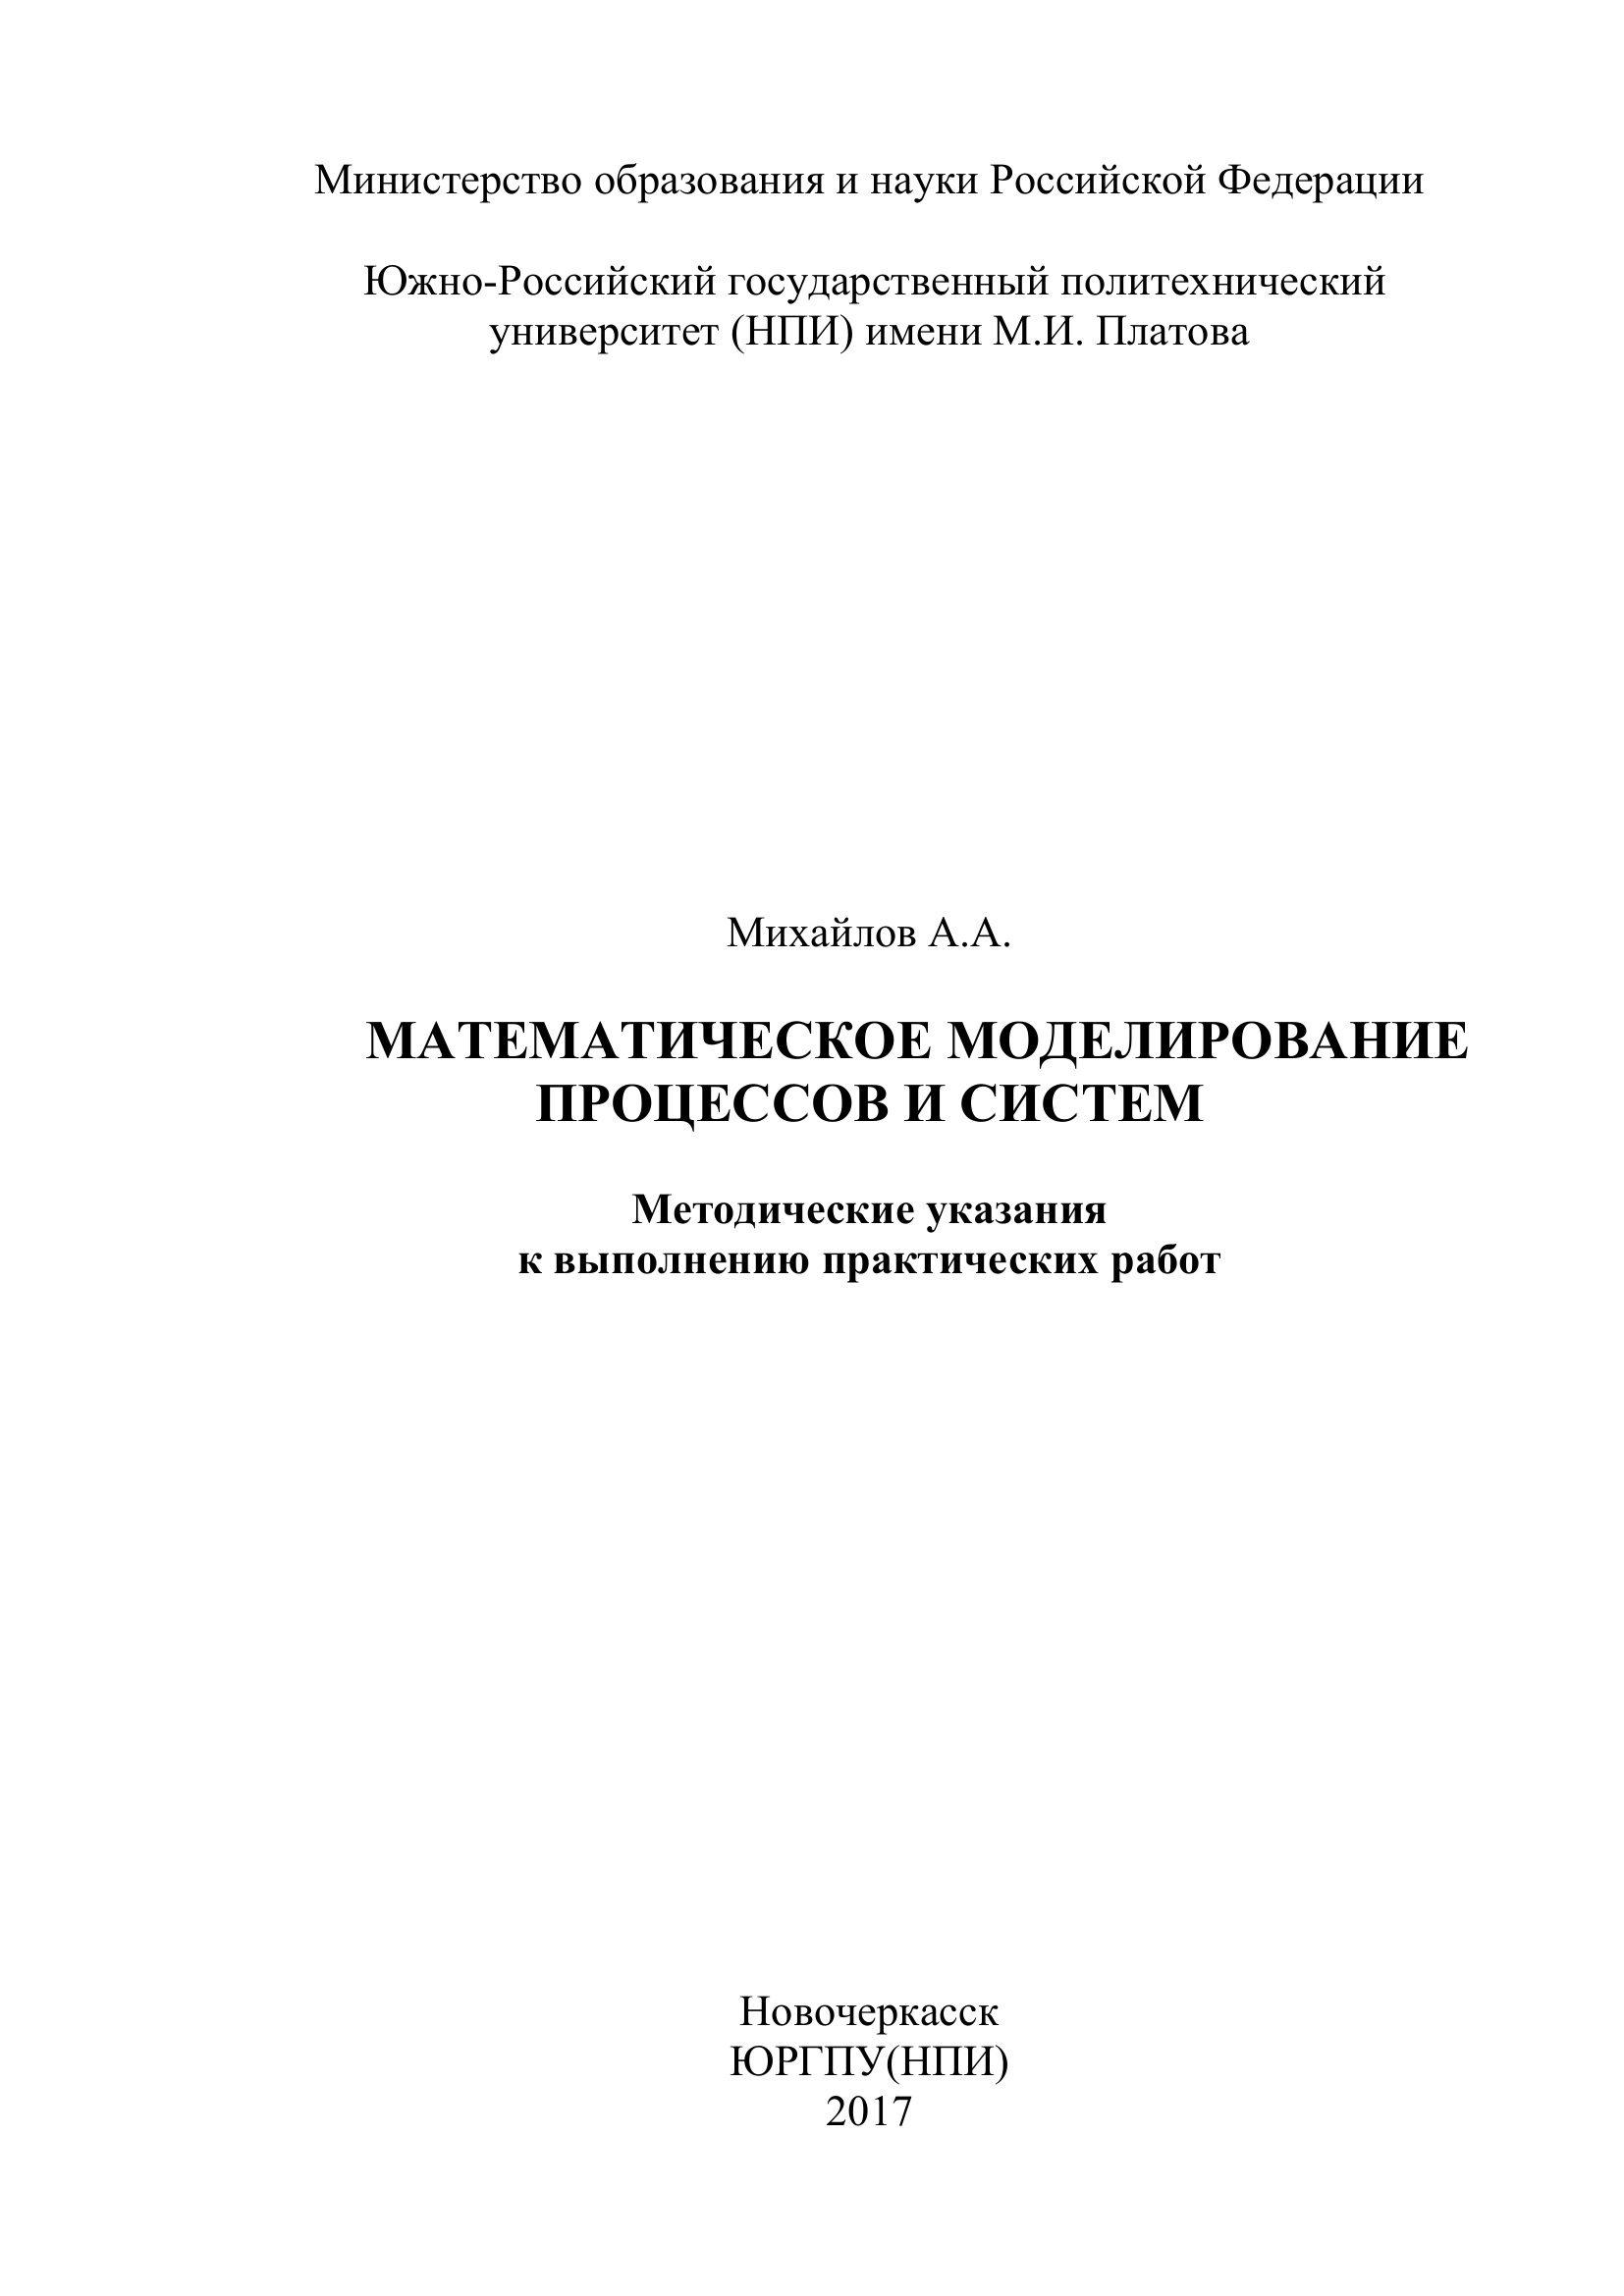 Министерство образования и науки Российской Федерации
Южно-Российский государственный политехнический
университет (НПИ) имени М.И. Платова
Михайлов А.А.
МАТЕМАТИЧЕСКОЕ МОДЕЛИРОВАНИЕ
ПРОЦЕССОВ И СИСТЕМ
Методические указания
к выполнению практических работ
Новочеркасск
ЮРГПУ(НПИ)
2017